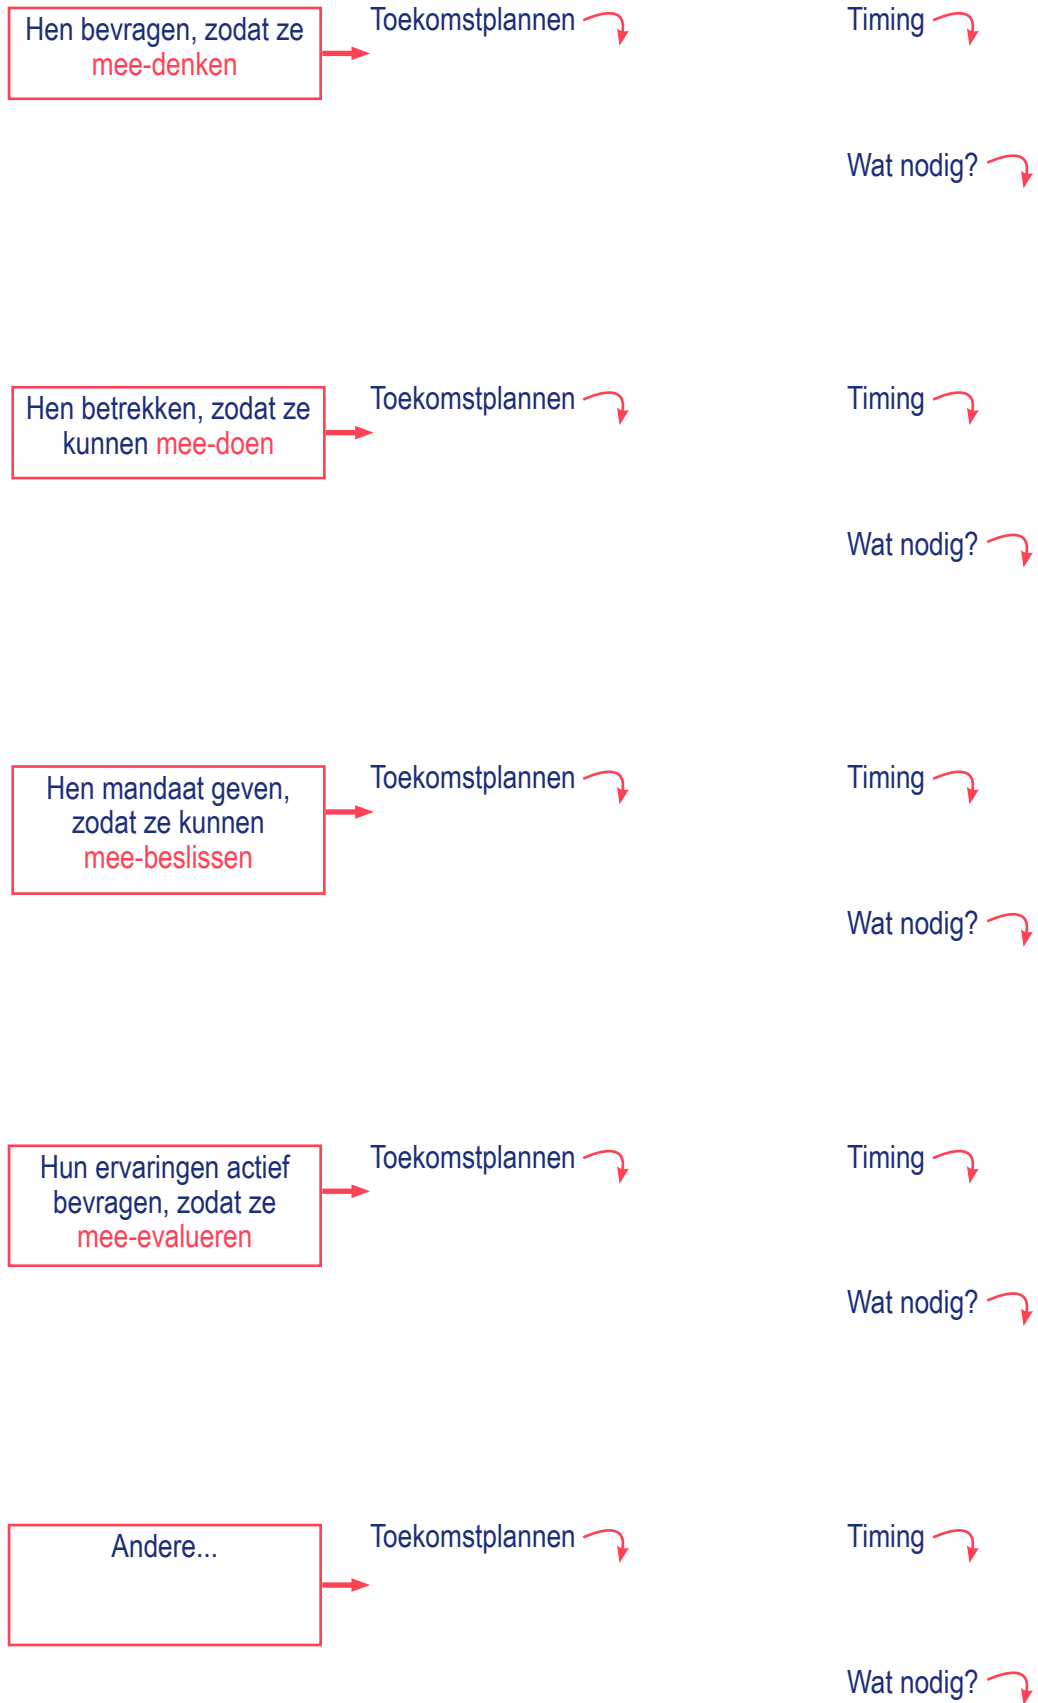 Hen bevragen, zodat ze
mee-denken
Toekomstplannen
Timing
Wat nodig?
Hen betrekken, zodat ze
kunnen mee-doen
Toekomstplannen
Timing
Wat nodig?
Hen mandaat geven,
zodat ze kunnen
mee-beslissen
Toekomstplannen
Timing
Wat nodig?
Hun ervaringen actief
bevragen, zodat ze
mee-evalueren
Toekomstplannen
Timing
Wat nodig?
Andere...
Toekomstplannen
Timing
Wat nodig?